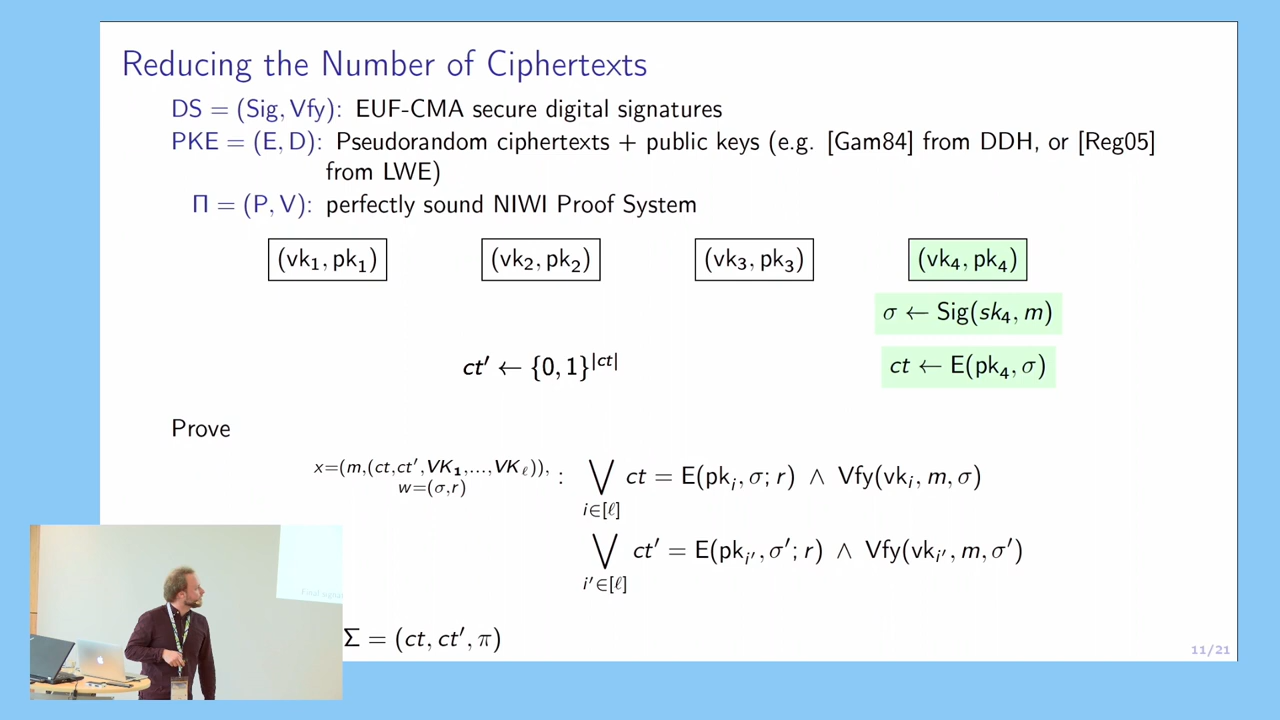 Reducing the Number of Ciphertexts
DS = (Sig, Vfy): EUF-CMA secure digital signatures
PKE = (E, D): Pseudorandom ciphertexts + public keys (e.g. [Gam84] from DDH, or [Reg05]
from LWE)
Π = (P, V): perfectly sound NIWI Proof System
(vk₁, pk₁) (vk₂, pk₂) (vk₃, pk₃) (vk₄, pk₄)
σ ← Sig(sk₄, m)
ct′ ← {0, 1}^|ct| ct ← E(pk₄, σ)
Prove
x=(m,(ct,ct′,VK₁,...,VK_ℓ)),
w=(σ,r) : ⋁_{i∈[ℓ]} ct = E(pk_i, σ; r) ∧ Vfy(vk_i, m, σ)
⋁_{i′∈[ℓ]} ct′ = E(pk_{i′}, σ′; r) ∧ Vfy(vk_{i′}, m, σ′)
Σ = (ct, ct′, π)
11/21